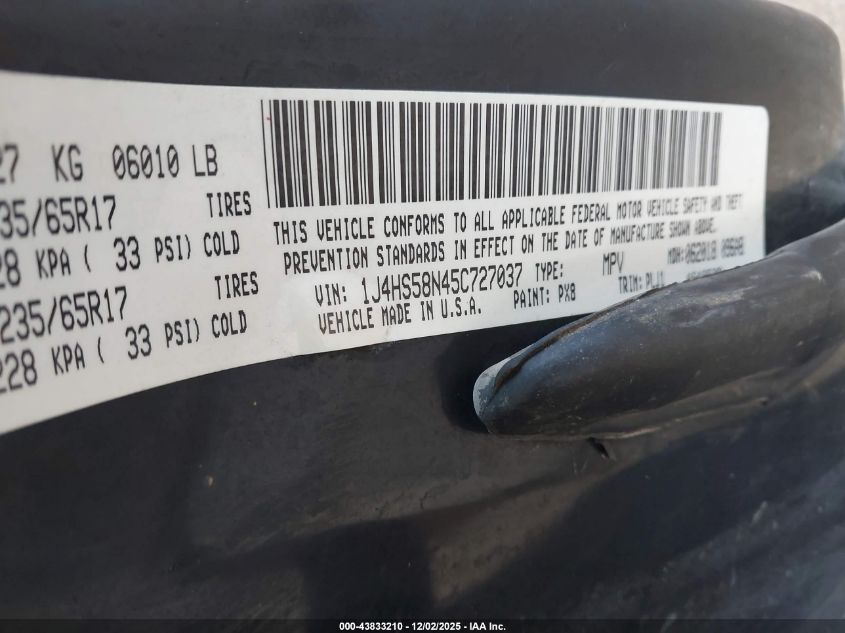 27 KG 06010 LB
35/65R17 TIRES
28 KPA ( 33 PSI) COLD
235/65R17 TIRES
228 KPA ( 33 PSI) COLD
THIS VEHICLE CONFORMS TO ALL APPLICABLE FEDERAL MOTOR VEHICLE SAFETY AND THEFT
PREVENTION STANDARDS IN EFFECT ON THE DATE OF MANUFACTURE SHOWN ABOVE.
VIN: 1J4HS58N45C727037 TYPE: MPV MDH:
VEHICLE MADE IN U.S.A. PAINT: PX8 TRIM:
000-43833210 - 12/02/2025 - IAA Inc.